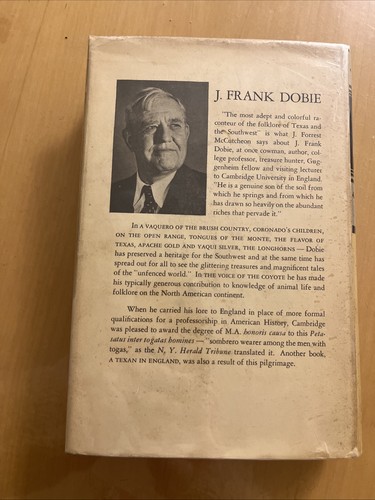 J. FRANK DOBIE
"The most adept and colorful ra-
conteur of the folklore of Texas and
the Southwest" is what J. Forrest
McCutcheon says about J. Frank
Dobie, at once cowman, author, col-
lege professor, treasure hunter, Gug-
genheim fellow and visiting lecturer
to Cambridge University in England.
"He is a genuine son of the soil from
which he springs and from which he
has drawn so heavily on the abundant
riches that pervade it."
IN A VAQUERO OF THE BRUSH COUNTRY, CORONADO'S CHILDREN,
ON THE OPEN RANGE, TONGUES OF THE MONTE, THE FLAVOR OF
TEXAS, APACHE GOLD AND YAQUI SILVER, THE LONGHORNS — Dobie
has preserved a heritage for the Southwest and at the same time has
spread out for all to see the glittering treasures and magnificent tales
of the "unfenced world." In THE VOICE OF THE COYOTE he has made
his typically generous contribution to knowledge of animal life and
folklore on the North American continent.
When he carried his lore to England in place of more formal
qualifications for a professorship in American History, Cambridge
was pleased to award the degree of M.A. honoris causa to this Peta-
satus inter togatos homines — "sombrero wearer among the men with
togas," as the N. Y. Herald Tribune translated it. Another book,
A TEXAN IN ENGLAND, was also a result of this pilgrimage.